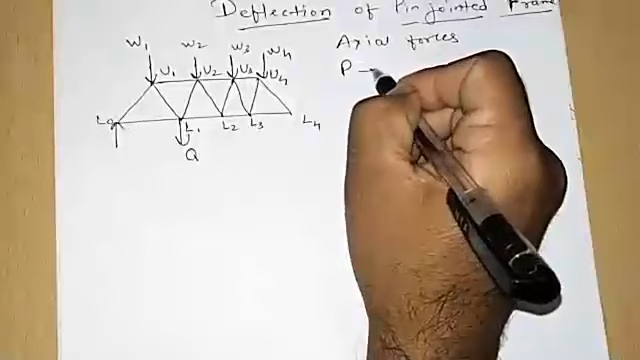 Deflection of Pin jointed Frame
W1 W2 W3 W4 Axial forces
U1 U2 U3 U4 P -
L0 L1 L2 L3 L4
Q